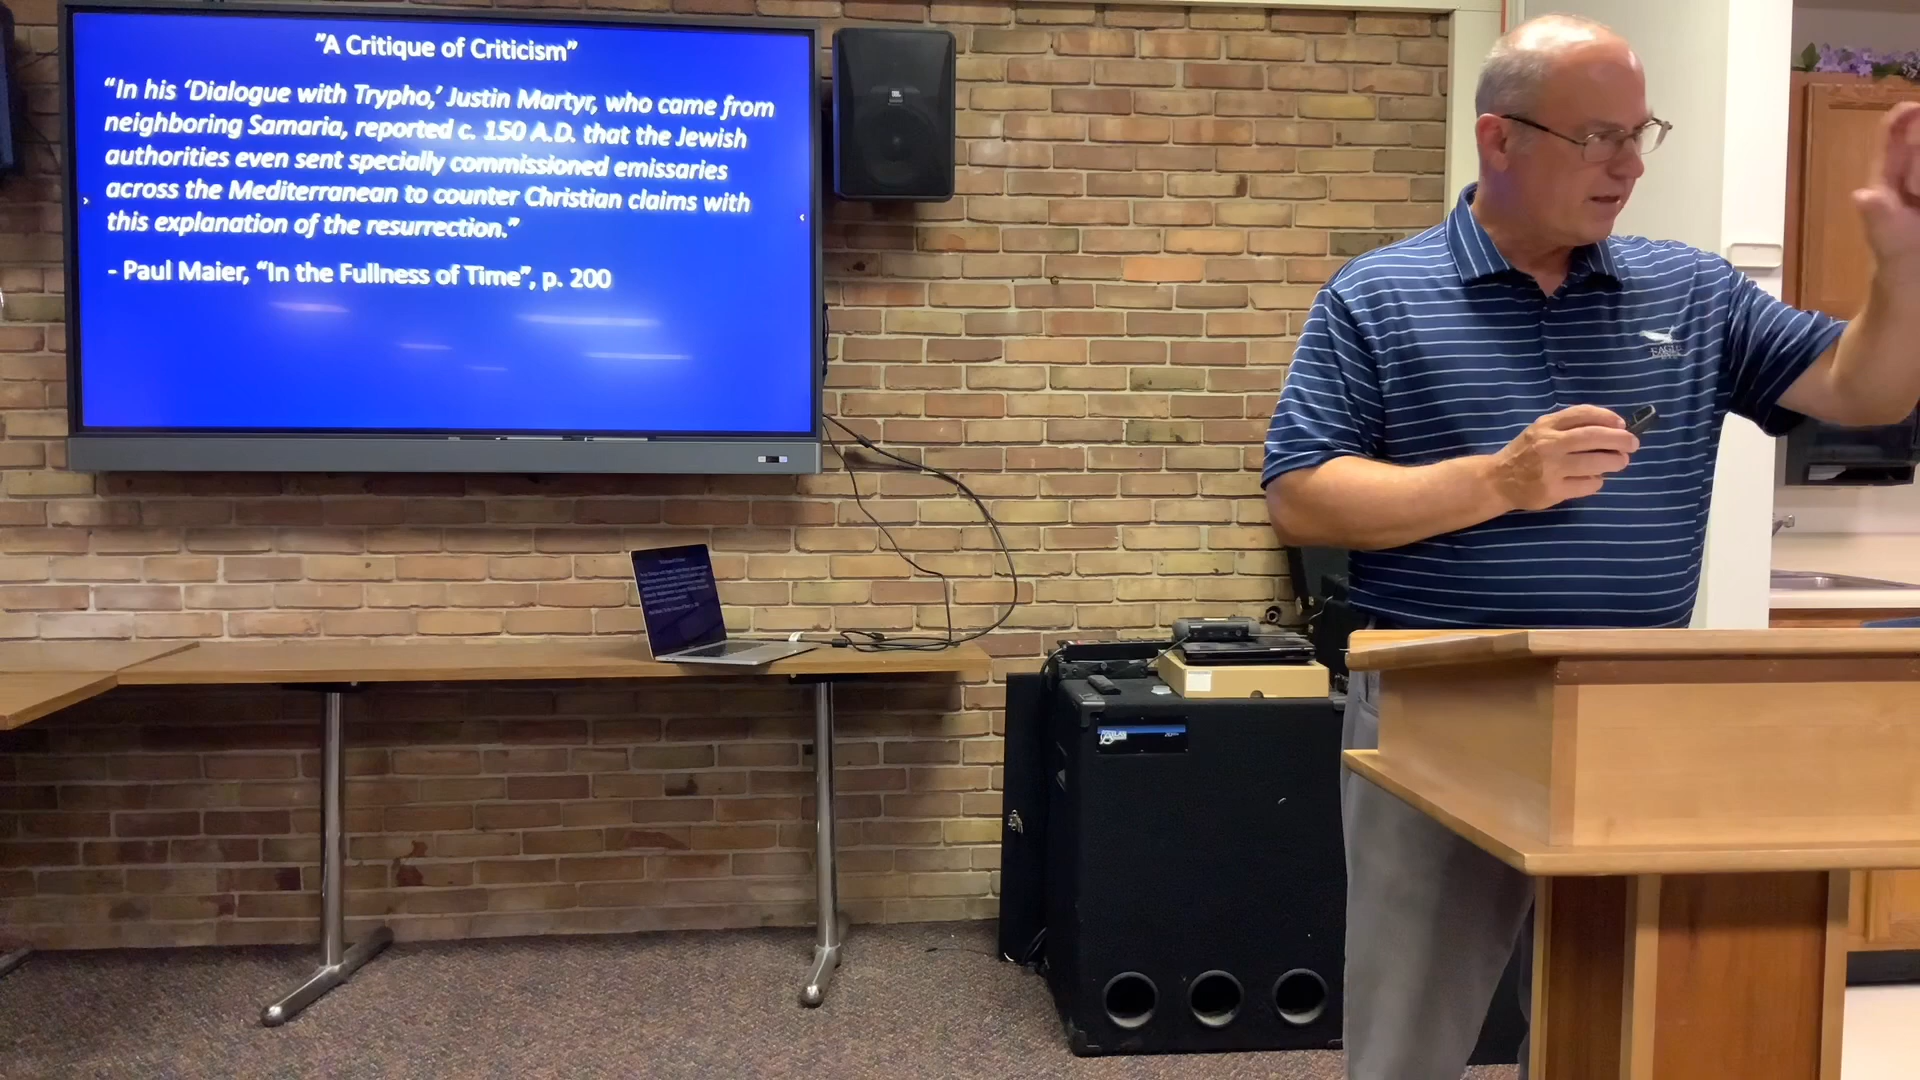 "A Critique of Criticism"
“In his ‘Dialogue with Trypho,’ Justin Martyr, who came from
neighboring Samaria, reported c. 150 A.D. that the Jewish
authorities even sent specially commissioned emissaries
across the Mediterranean to counter Christian claims with
this explanation of the resurrection.”
- Paul Maier, “In the Fullness of Time”, p. 200
EAGLE